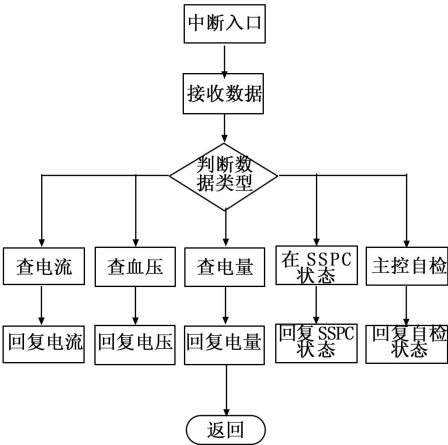 中断入口
接收数据
判断数
据类型
查电流
查血压
查电量
在SSPC
状态
主控自检
回复电流
回复电压
回复电量
回复SSPC
状态
回复自检
状态
返回